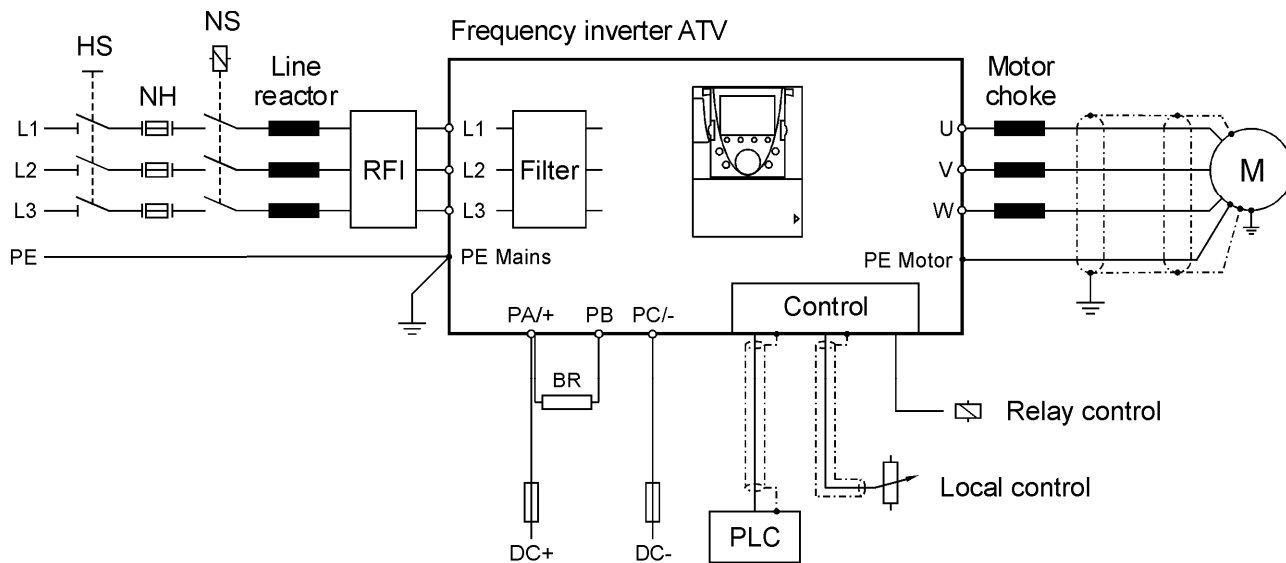 Frequency inverter ATV
HS
NS
NH
Line
reactor
Motor
choke
L1
L2
L3
PE
RFI
L1
L2
L3
Filter
PE Mains
U
V
W
PE Motor
M
PA/+
PB
PC/-
Control
BR
Relay control
Local control
PLC
DC+
DC-